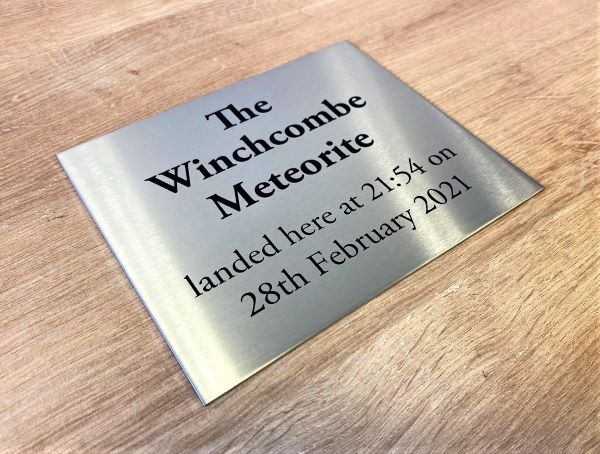 The
Winchcombe
Meteorite
landed here at 21:54 on
28th February 2021